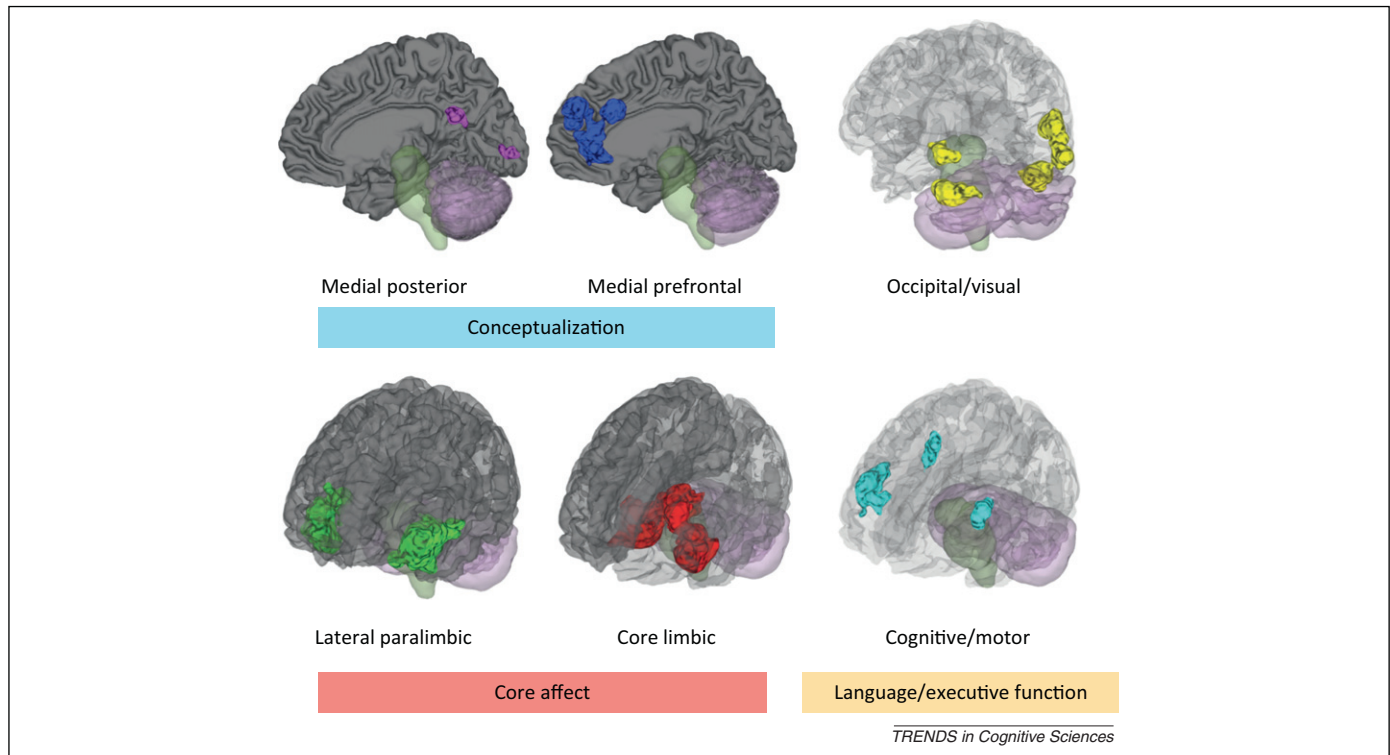 Medial posterior
Medial prefrontal
Occipital/visual
Conceptualization
Lateral paralimbic
Core limbic
Cognitive/motor
Core affect
Language/executive function
TRENDS in Cognitive Sciences